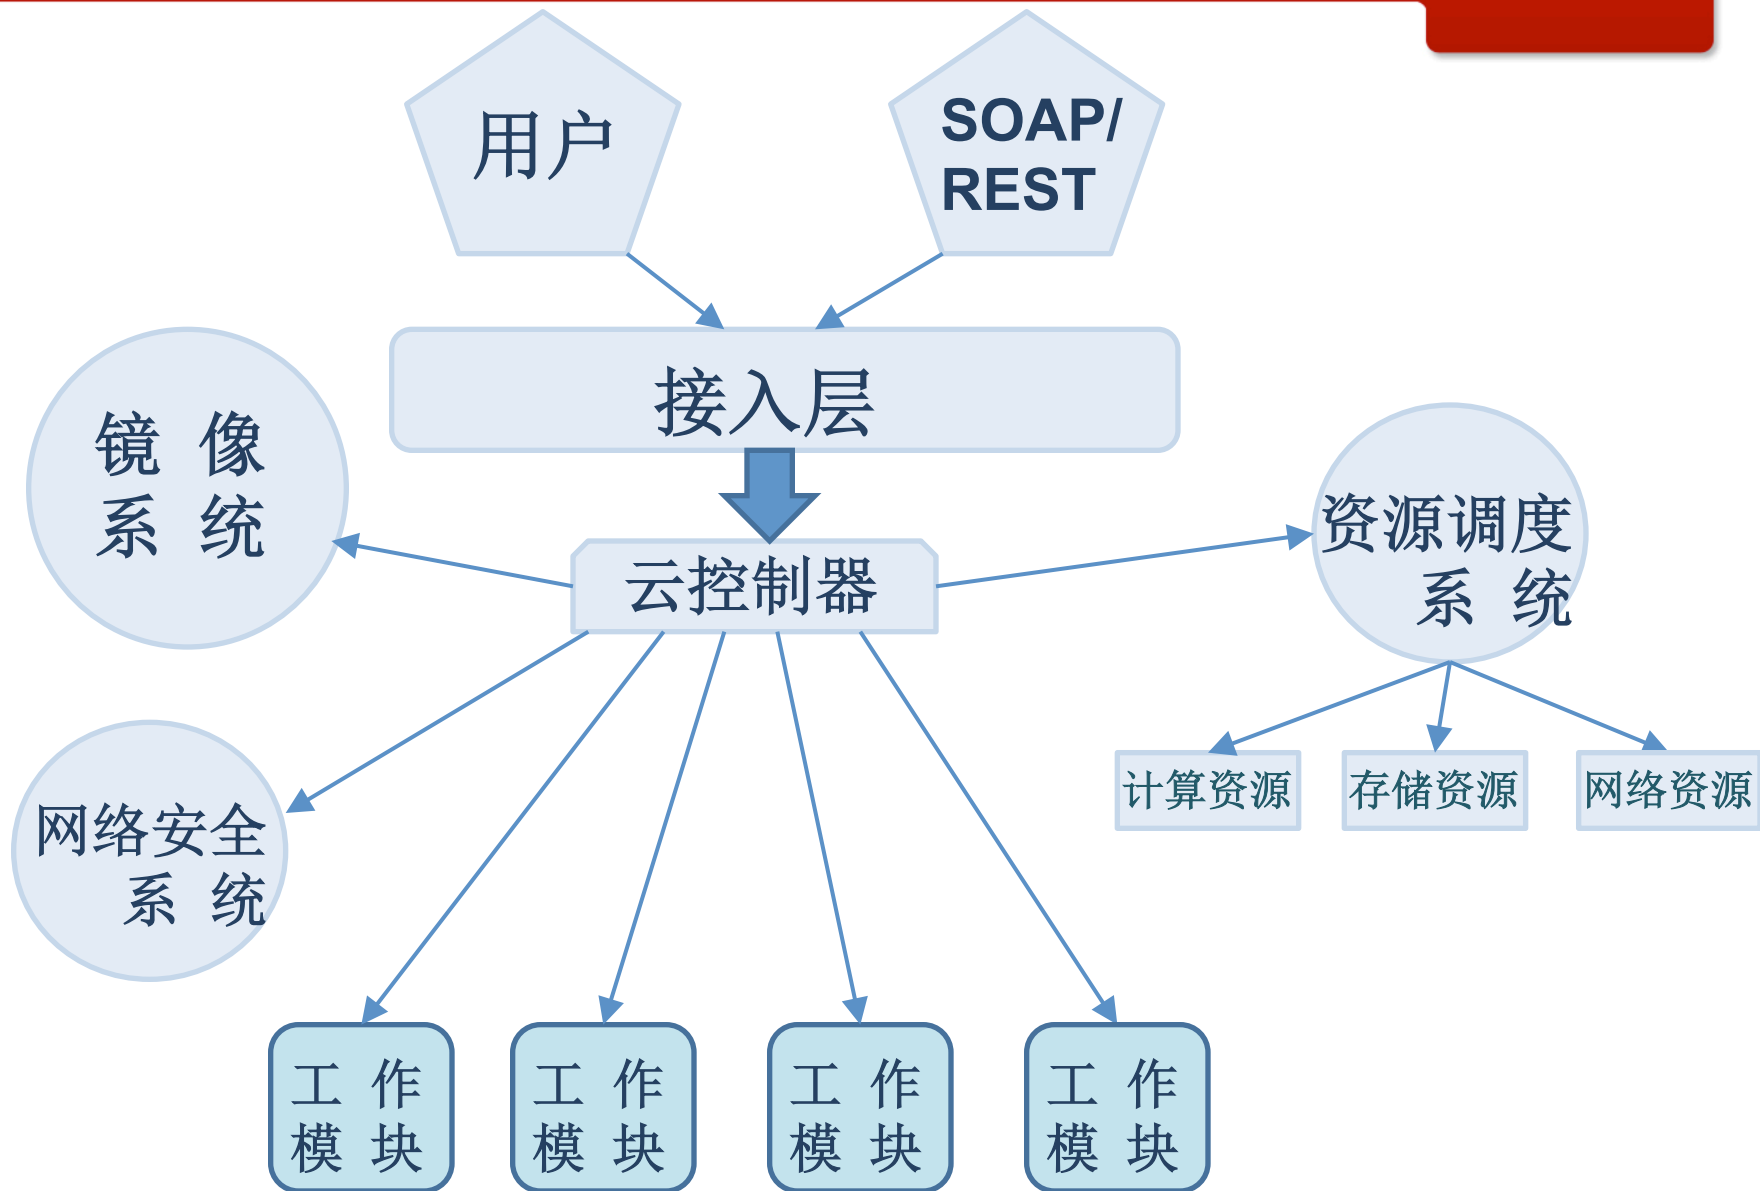 用户
SOAP/
REST
接入层
镜 像
系 统
云控制器
资源调度
系 统
计算资源
存储资源
网络资源
网络安全
系 统
工 作
模 块
工 作
模 块
工 作
模 块
工 作
模 块